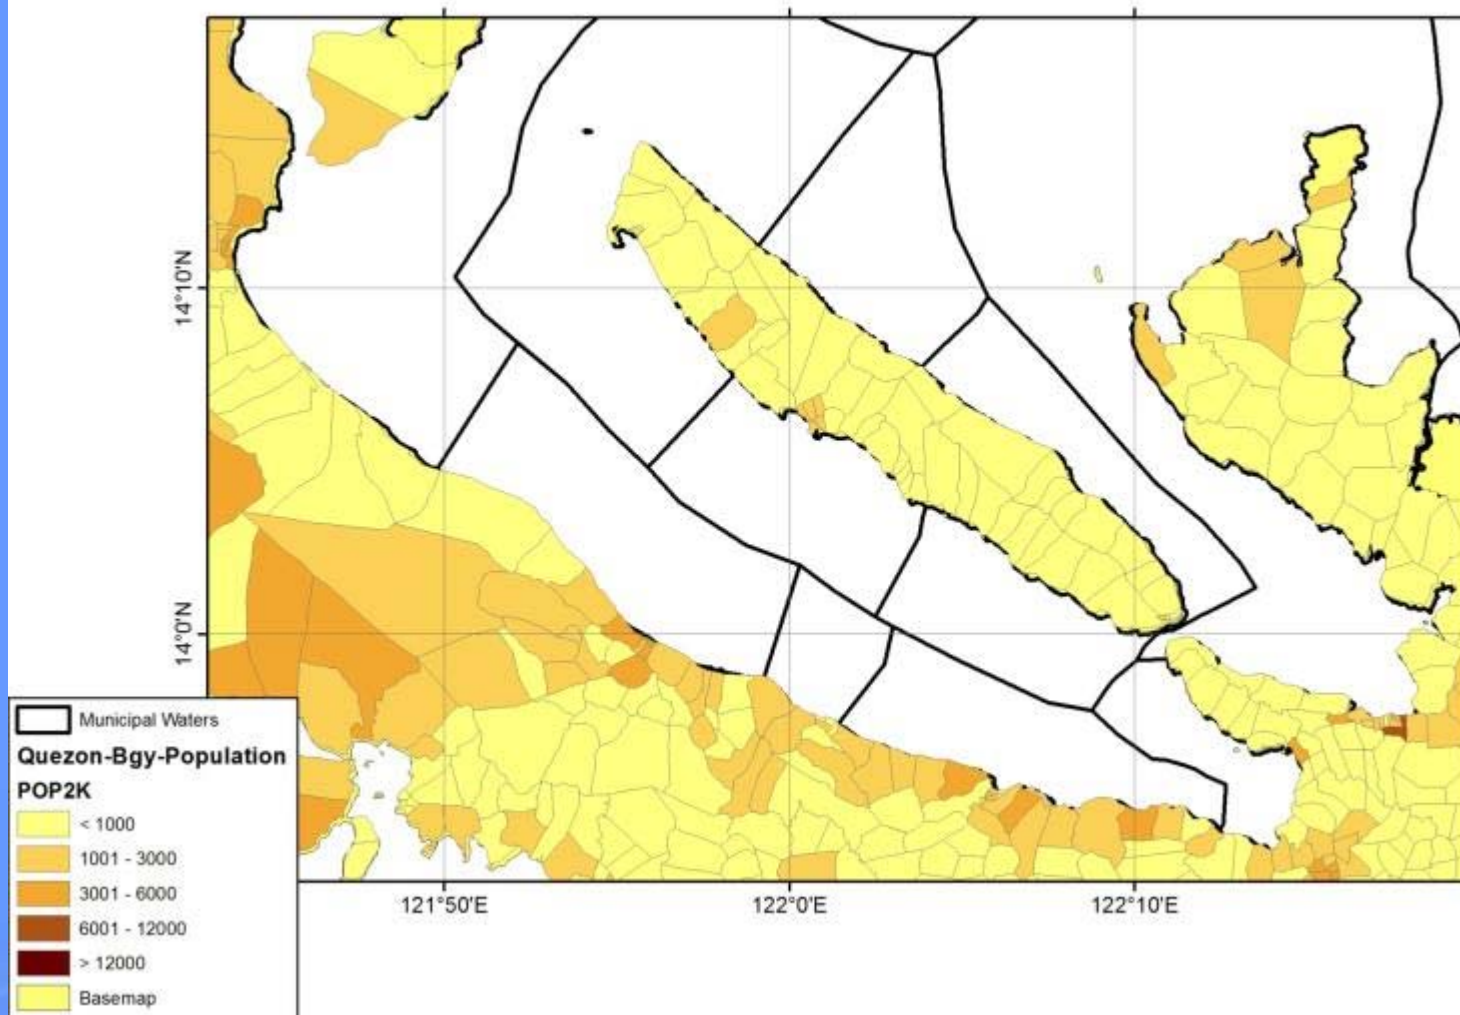 14°10'N
14°0'N
121°50'E
122°0'E
122°10'E
Municipal Waters
Quezon-Bgy-Population
POP2K
< 1000
1001 - 3000
3001 - 6000
6001 - 12000
> 12000
Basemap